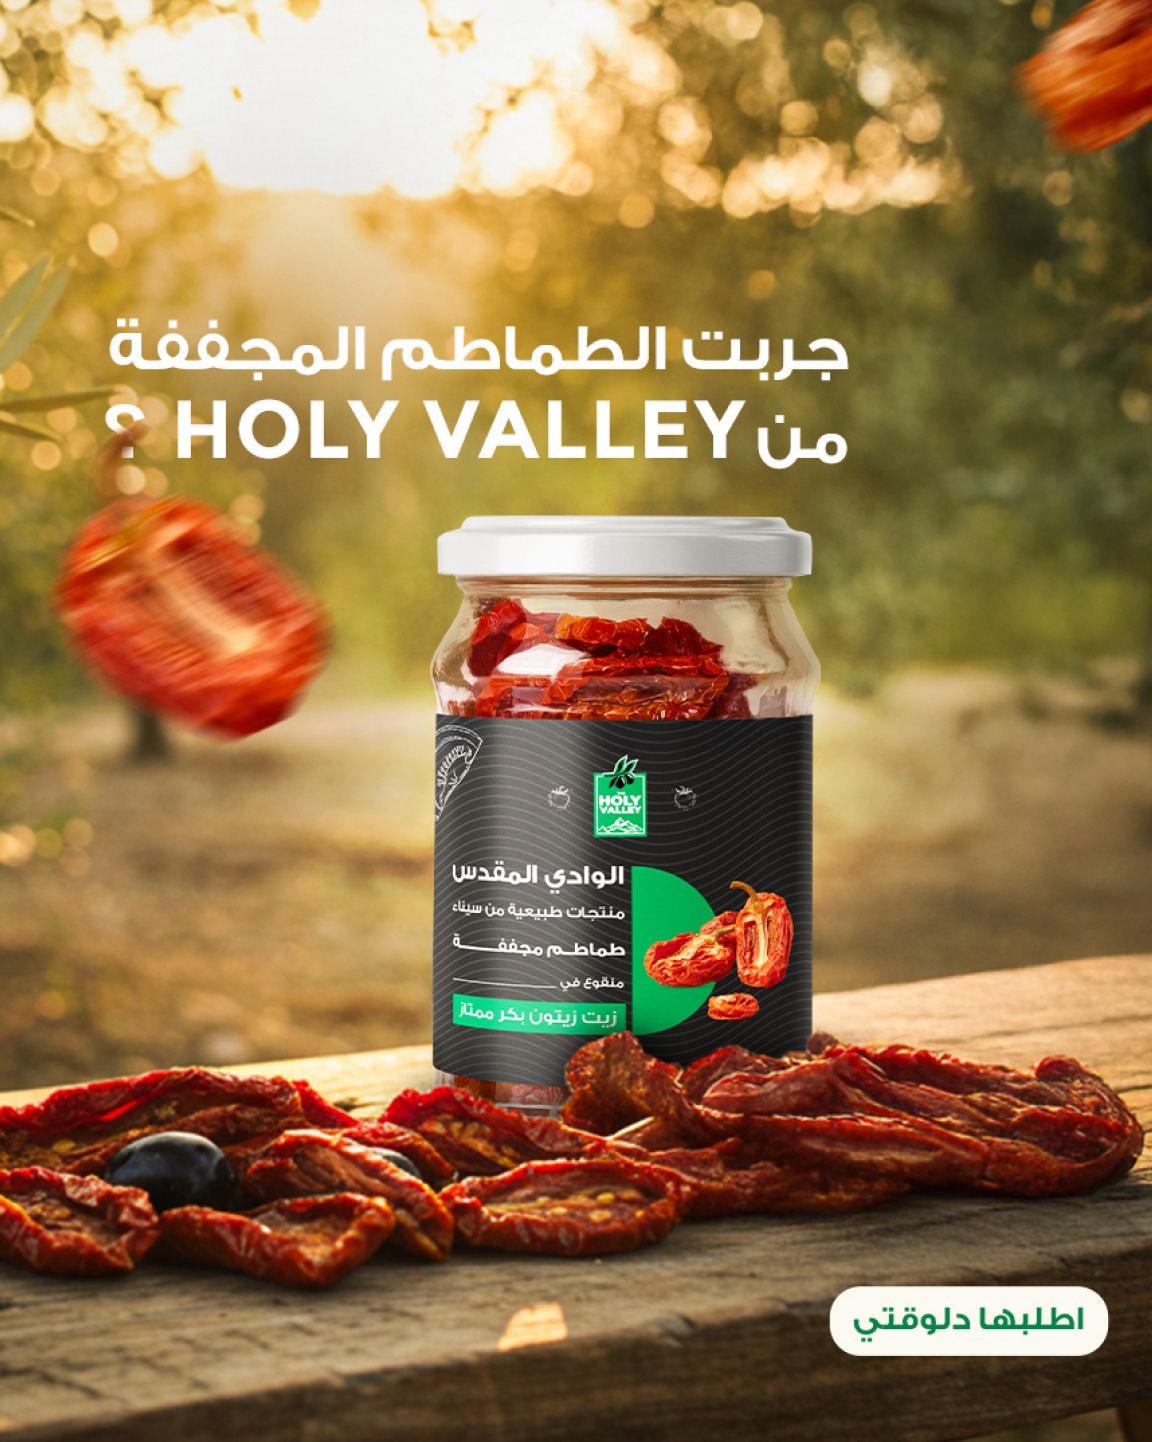 جربت الطماطم المجففة
من HOLY VALLEY ؟
THE
HOLY
VALLEY
الوادي المقدس
منتجات طبيعية من سيناء
طماطم مجففة
منقوع في
زيت زيتون بكر ممتاز
اطلبها دلوقتي